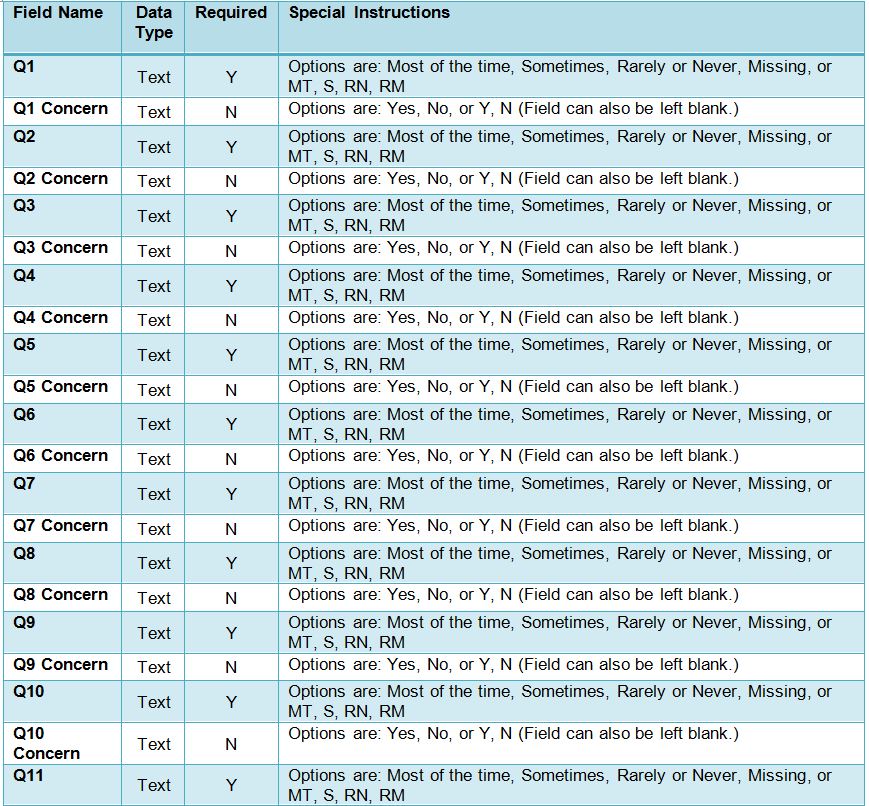 Field Name Data Type Required Special Instructions
Q1 Text Y Options are: Most of the time, Sometimes, Rarely or Never, Missing, or
MT, S, RN, RM
Q1 Concern Text N Options are: Yes, No, or Y, N (Field can also be left blank.)
Q2 Text Y Options are: Most of the time, Sometimes, Rarely or Never, Missing, or
MT, S, RN, RM
Q2 Concern Text N Options are: Yes, No, or Y, N (Field can also be left blank.)
Q3 Text Y Options are: Most of the time, Sometimes, Rarely or Never, Missing, or
MT, S, RN, RM
Q3 Concern Text N Options are: Yes, No, or Y, N (Field can also be left blank.)
Q4 Text Y Options are: Most of the time, Sometimes, Rarely or Never, Missing, or
MT, S, RN, RM
Q4 Concern Text N Options are: Yes, No, or Y, N (Field can also be left blank.)
Q5 Text Y Options are: Most of the time, Sometimes, Rarely or Never, Missing, or
MT, S, RN, RM
Q5 Concern Text N Options are: Yes, No, or Y, N (Field can also be left blank.)
Q6 Text Y Options are: Most of the time, Sometimes, Rarely or Never, Missing, or
MT, S, RN, RM
Q6 Concern Text N Options are: Yes, No, or Y, N (Field can also be left blank.)
Q7 Text Y Options are: Most of the time, Sometimes, Rarely or Never, Missing, or
MT, S, RN, RM
Q7 Concern Text N Options are: Yes, No, or Y, N (Field can also be left blank.)
Q8 Text Y Options are: Most of the time, Sometimes, Rarely or Never, Missing, or
MT, S, RN, RM
Q8 Concern Text N Options are: Yes, No, or Y, N (Field can also be left blank.)
Q9 Text Y Options are: Most of the time, Sometimes, Rarely or Never, Missing, or
MT, S, RN, RM
Q9 Concern Text N Options are: Yes, No, or Y, N (Field can also be left blank.)
Q10 Text Y Options are: Most of the time, Sometimes, Rarely or Never, Missing, or
MT, S, RN, RM
Q10 Concern Text N Options are: Yes, No, or Y, N (Field can also be left blank.)
Q11 Text Y Options are: Most of the time, Sometimes, Rarely or Never, Missing, or
MT, S, RN, RM